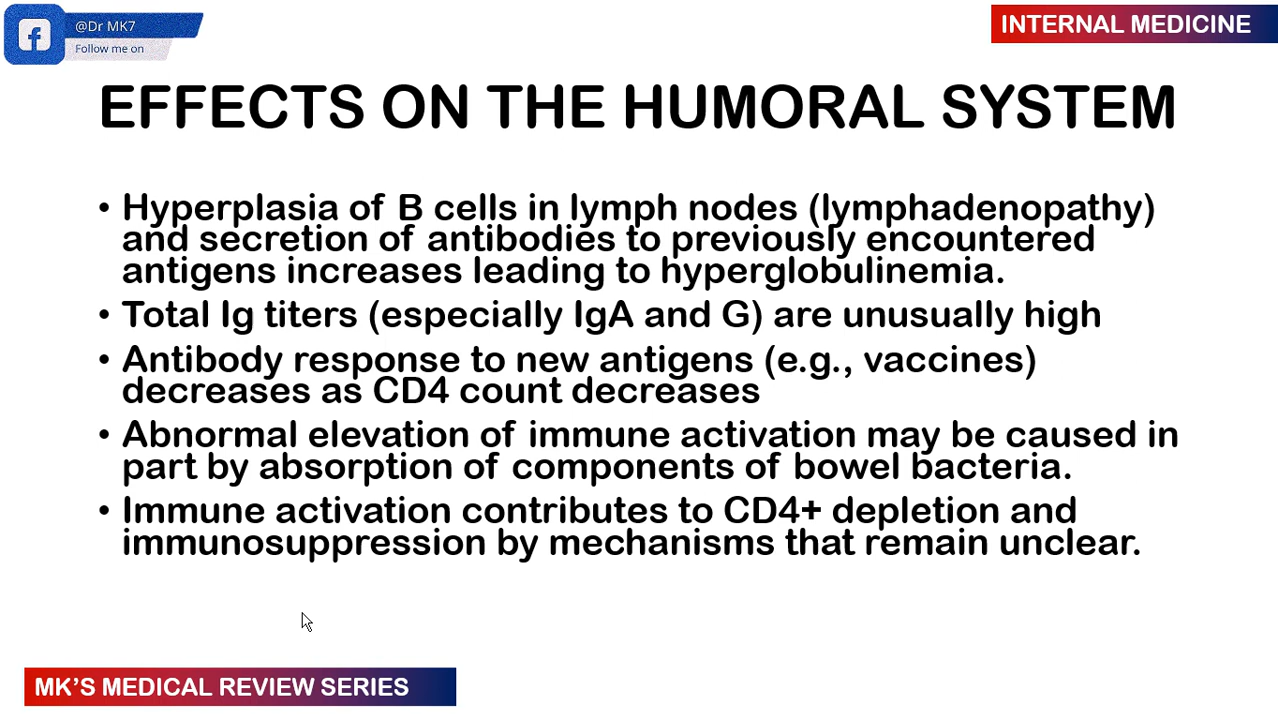 @Dr MK7
Follow me on
INTERNAL MEDICINE
EFFECTS ON THE HUMORAL SYSTEM
• Hyperplasia of B cells in lymph nodes (lymphadenopathy)
and secretion of antibodies to previously encountered
antigens increases leading to hyperglobulinemia.
• Total Ig titers (especially IgA and G) are unusually high
• Antibody response to new antigens (e.g., vaccines)
decreases as CD4 count decreases
• Abnormal elevation of immune activation may be caused in
part by absorption of components of bowel bacteria.
• Immune activation contributes to CD4+ depletion and
immunosuppression by mechanisms that remain unclear.
MK'S MEDICAL REVIEW SERIES